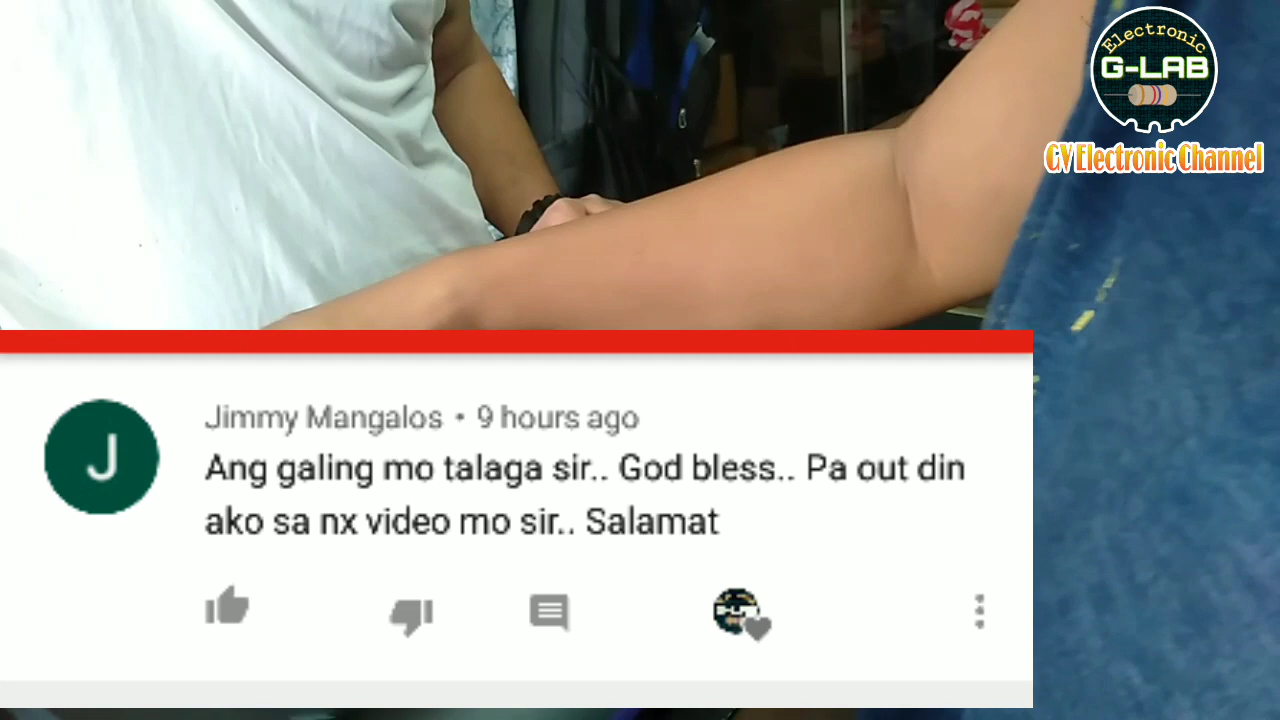 Electronic
G-LAB
CV Electronic Channel
Jimmy Mangalos • 9 hours ago
Ang galing mo talaga sir.. God bless.. Pa out din
ako sa nx video mo sir.. Salamat
J